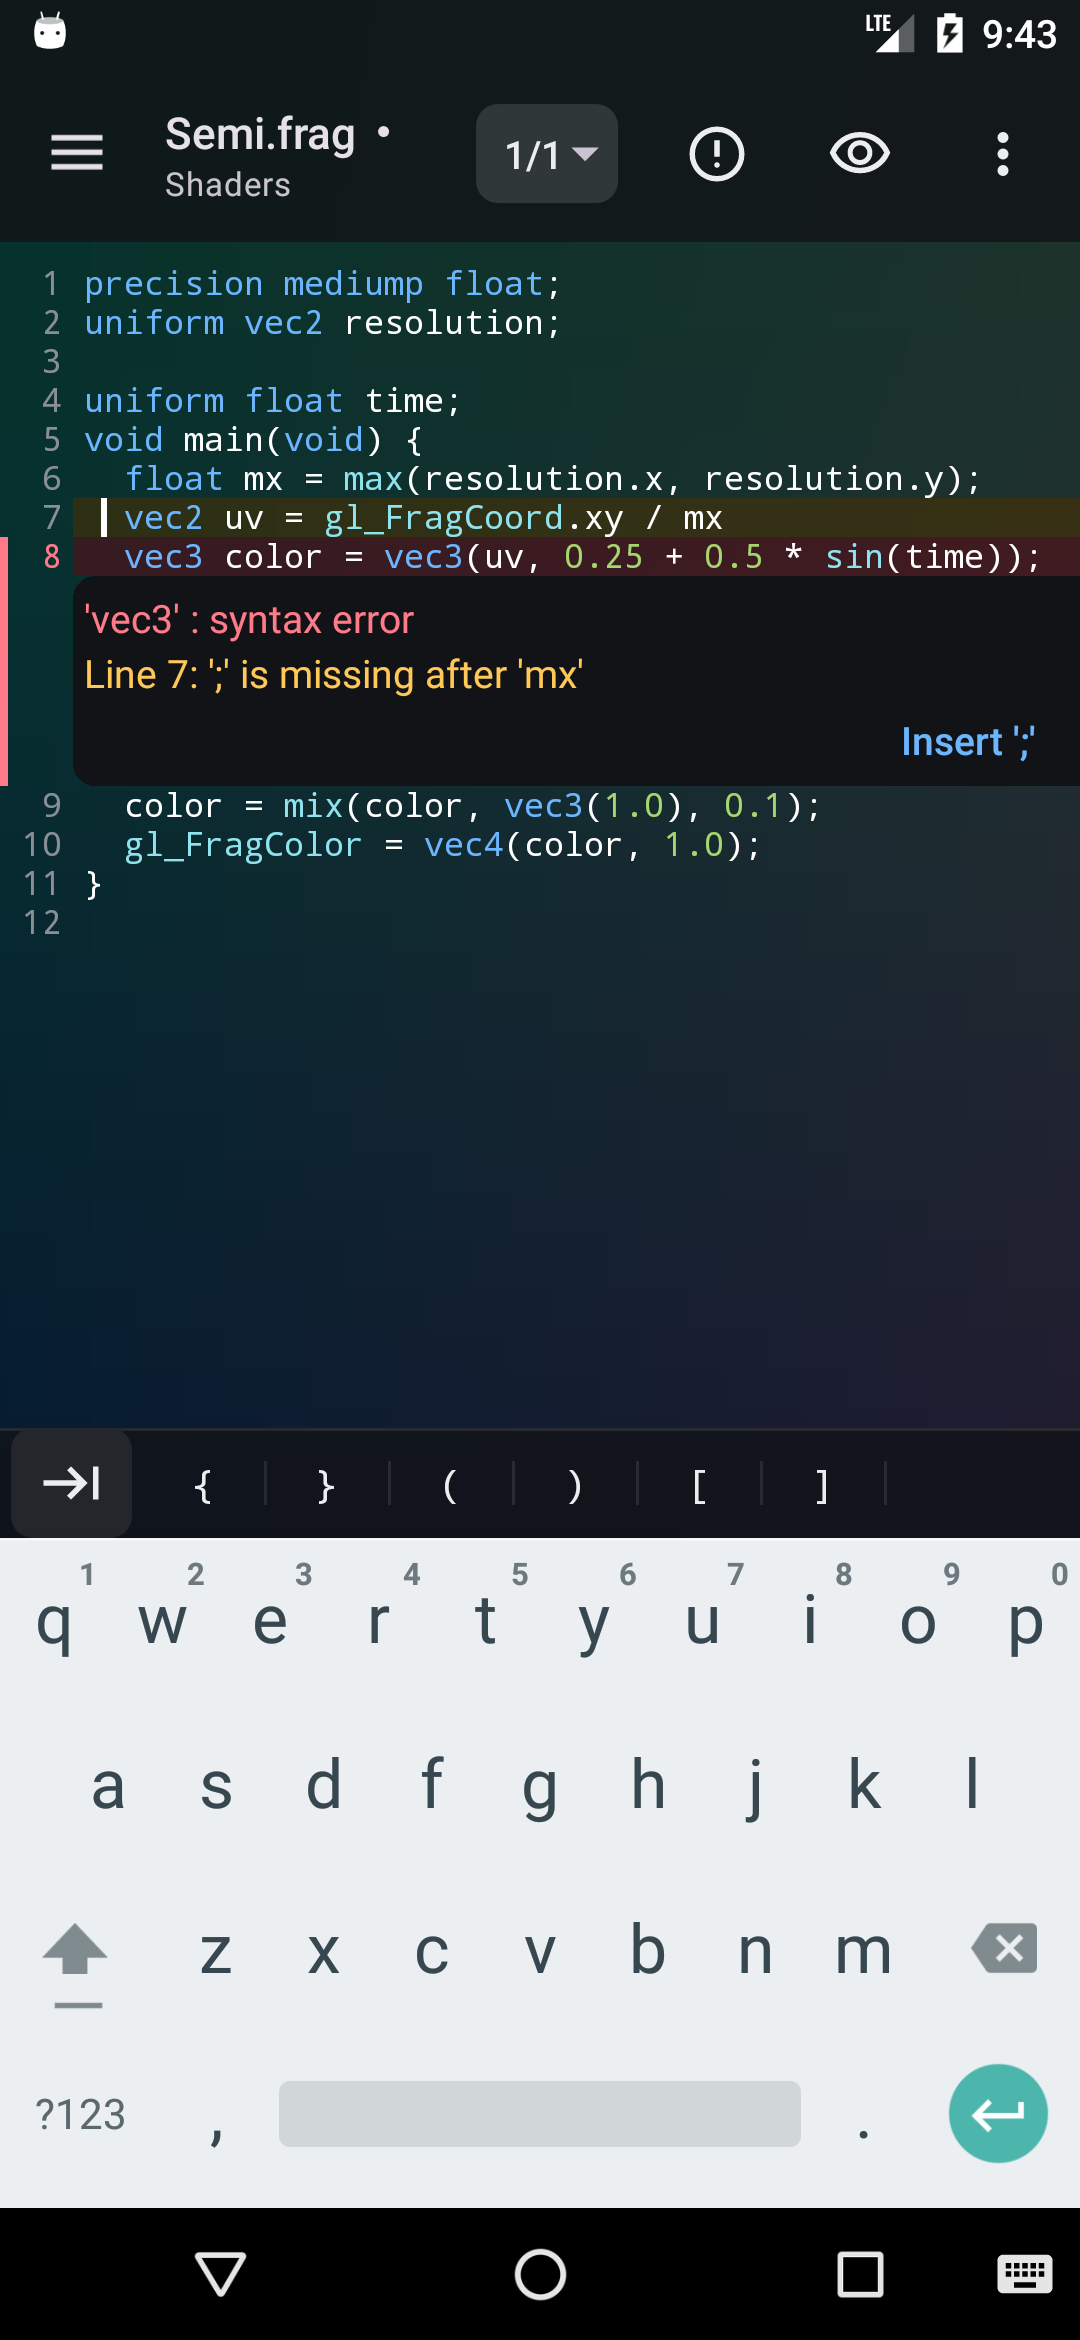 LTE 9:43
Semi.frag •
Shaders
1/1
1 precision mediump float;
2 uniform vec2 resolution;
3
4 uniform float time;
5 void main(void) {
6   float mx = max(resolution.x, resolution.y);
7   vec2 uv = gl_FragCoord.xy / mx
8   vec3 color = vec3(uv, 0.25 + 0.5 * sin(time));
'vec3' : syntax error
Line 7: ';' is missing after 'mx'
Insert ';'
9   color = mix(color, vec3(1.0), 0.1);
10   gl_FragColor = vec4(color, 1.0);
11 }
12
{ } ( ) [ ]
1 2 3 4 5 6 7 8 9 0
q w e r t y u i o p
a s d f g h j k l
z x c v b n m
?123 , .